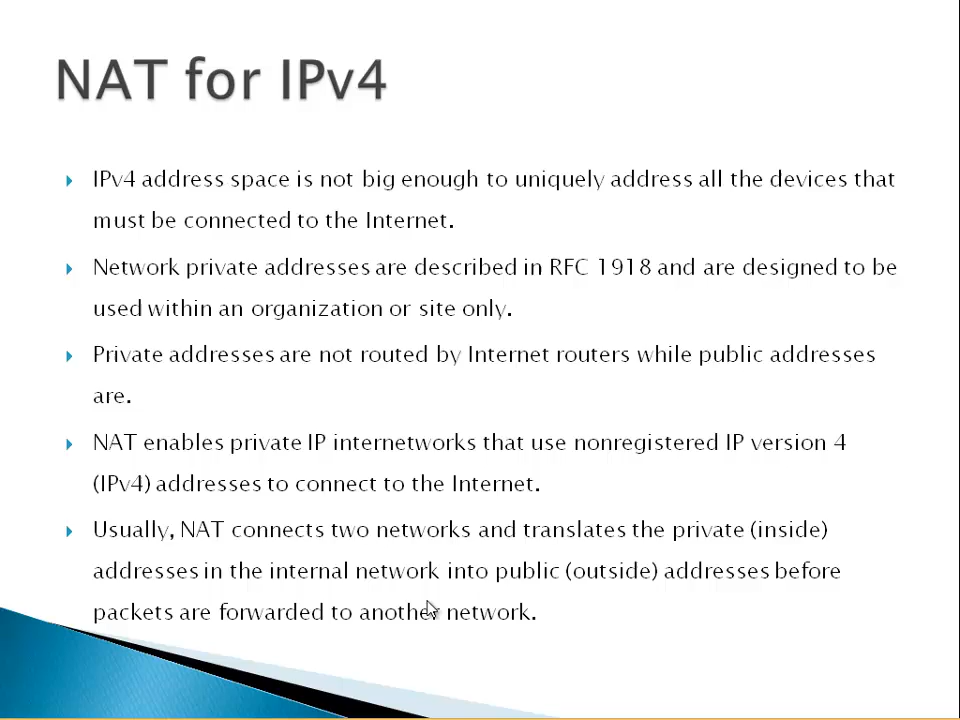 NAT for IPv4
IPv4 address space is not big enough to uniquely address all the devices that
must be connected to the Internet.
Network private addresses are described in RFC 1918 and are designed to be
used within an organization or site only.
Private addresses are not routed by Internet routers while public addresses
are.
NAT enables private IP internetworks that use nonregistered IP version 4
(IPv4) addresses to connect to the Internet.
Usually, NAT connects two networks and translates the private (inside)
addresses in the internal network into public (outside) addresses before
packets are forwarded to another network.